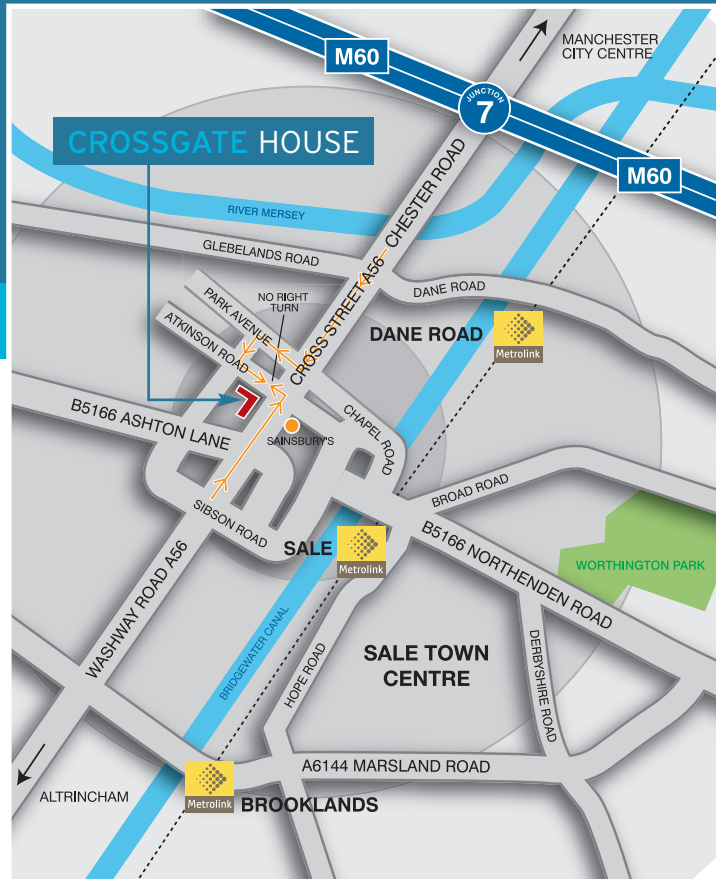 MANCHESTER
CITY CENTRE
M60
JUNCTION
7
CROSSGATE HOUSE
M60
RIVER MERSEY
CHESTER ROAD
GLEBELANDS ROAD
DANE ROAD
NO RIGHT
TURN
PARK AVENUE
CROSS STREET A56
DANE ROAD
Metrolink
ATKINSON ROAD
B5166 ASHTON LANE
CHAPEL ROAD
SAINSBURY'S
BROAD ROAD
SIBSON ROAD
SALE
Metrolink
B5166 NORTHENDEN ROAD
WORTHINGTON PARK
WASHWAY ROAD A56
BRIDGEWATER CANAL
HOPE ROAD
SALE TOWN
CENTRE
DERBYSHIRE ROAD
A6144 MARSLAND ROAD
ALTRINCHAM
Metrolink
BROOKLANDS